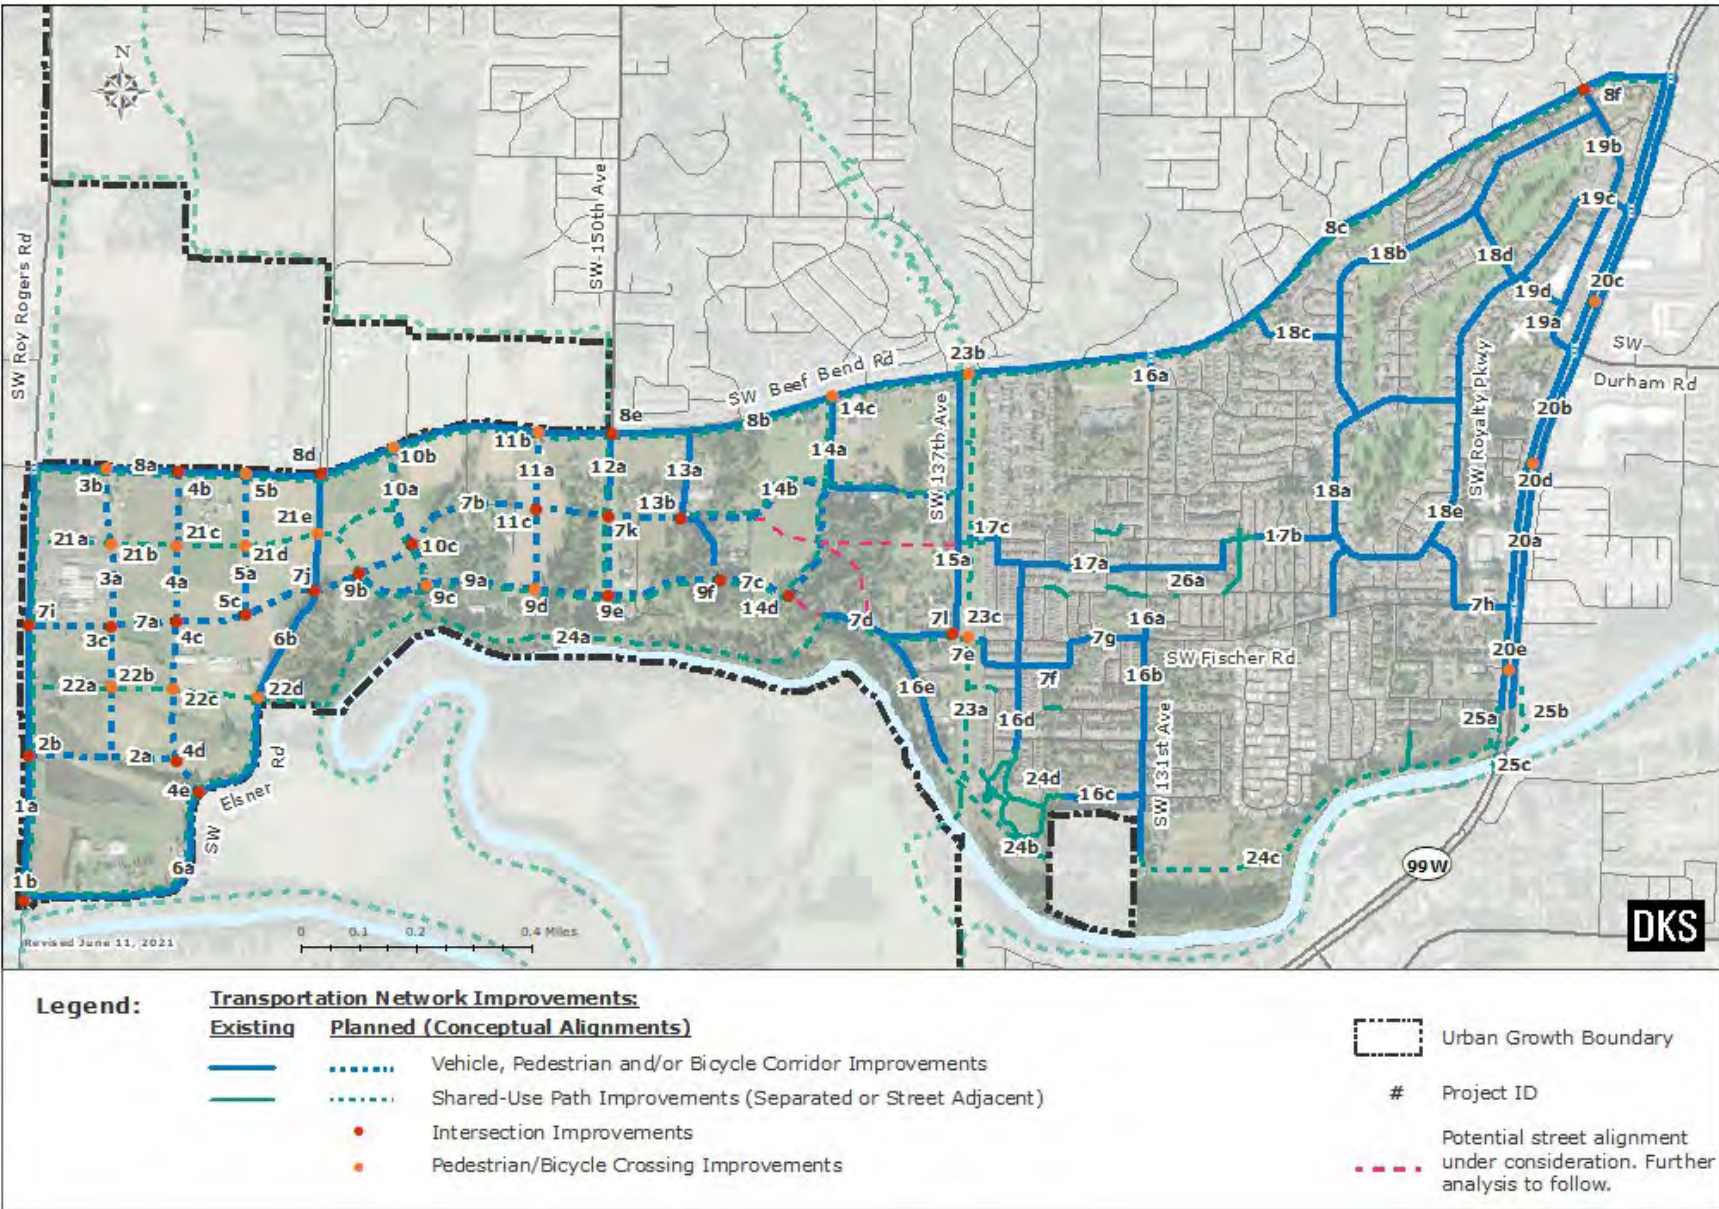 N
8f
19b
19c
8c
18b
18d
20c
19d
19a
18c
SW
Durham Rd
SW Roy Rogers Rd
SW 150th Ave
23b
SW Beef Bend Rd
16a
14c
8e
8b
20b
SW Royalty Pkwy
SW 137th Ave
11b
14a
8d
10b
8a
12a
13a
11a
3b
4b
5b
10a
14b
20d
18a
7b
13b
21e
11c
18e
17c
7k
21a
21b
21c
21d
10c
17b
20a
15a
17a
3a
4a
5a
7j
9a
7c
26a
9b
9c
9d
9e
9f
14d
5c
7h
7i
7a
7d
7l
23c
16a
3c
4c
6b
24a
7g
7e
SW Fischer Rd
20e
22a
22b
22c
22d
16e
7f
16b
23a
16d
25a
25b
2b
2a
4d
SW 131st Ave
25c
24d
4e
SW Elsner Rd
16c
1a
24b
24c
6a
1b
99W
Revised June 11, 2021
0 0.1 0.2 0.4 Miles
DKS
Legend:
Transportation Network Improvements:
Existing Planned (Conceptual Alignments)
Vehicle, Pedestrian and/or Bicycle Corridor Improvements
Shared-Use Path Improvements (Separated or Street Adjacent)
Intersection Improvements
Pedestrian/Bicycle Crossing Improvements
Urban Growth Boundary
# Project ID
Potential street alignment
under consideration. Further
analysis to follow.